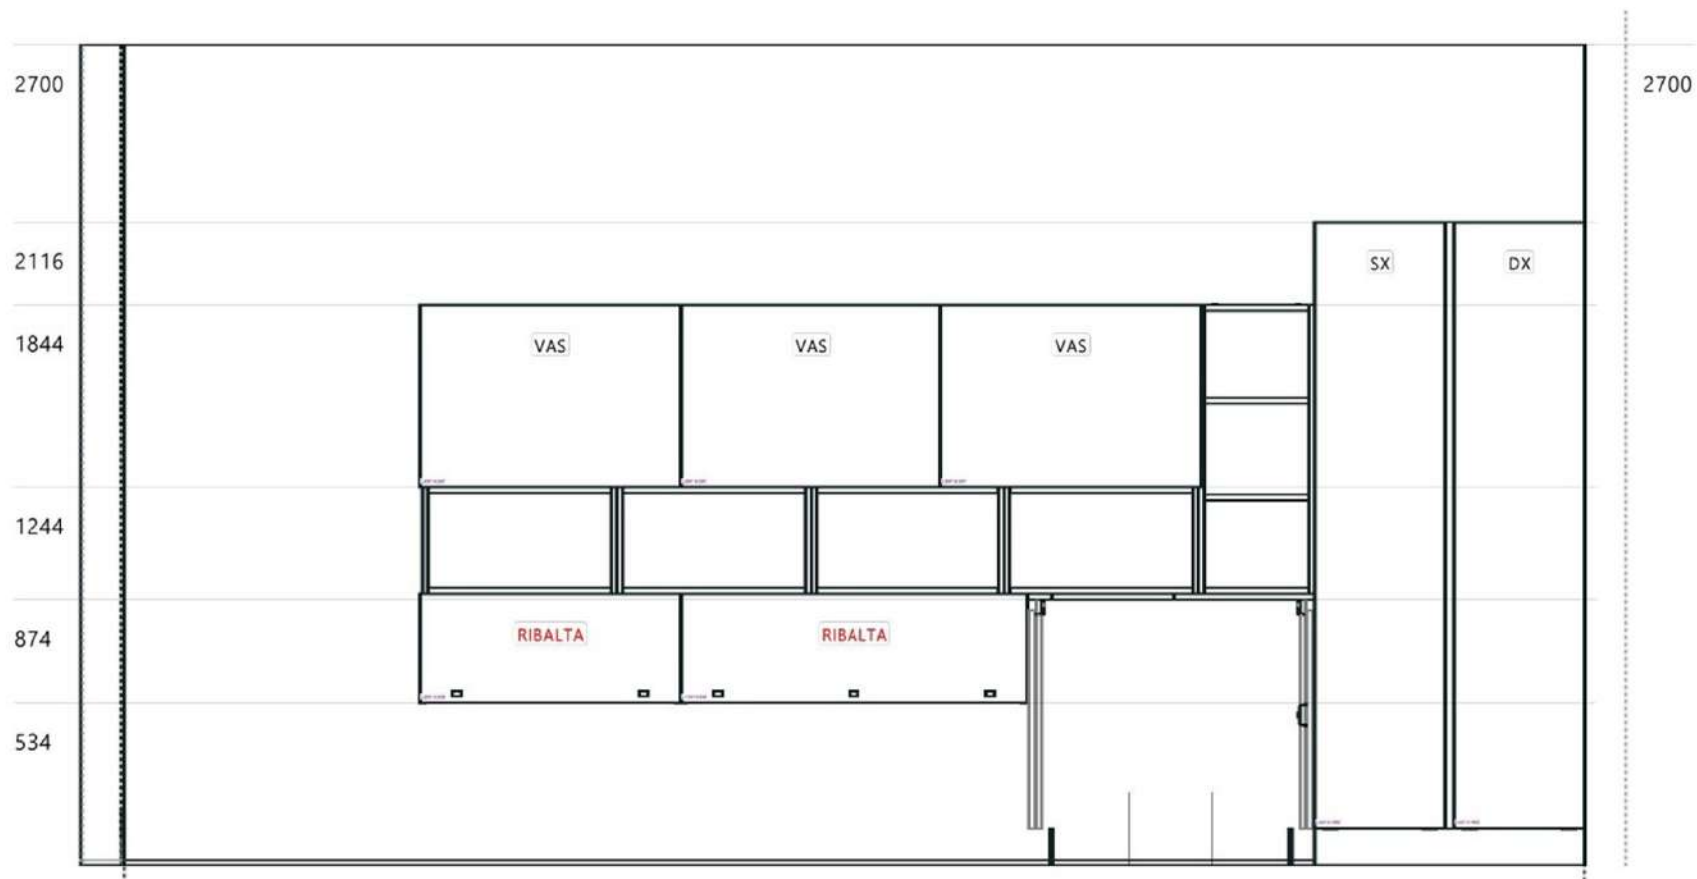 2700
2700
2116
SX
DX
1844
VAS
VAS
VAS
1244
874
RIBALTA
RIBALTA
534